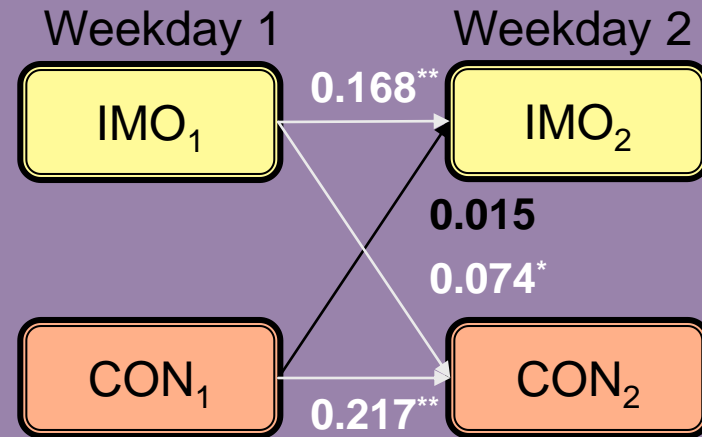 Weekday 1 Weekday 2
0.168**
IMO₁ IMO₂
0.015
0.074*
CON₁ CON₂
0.217**